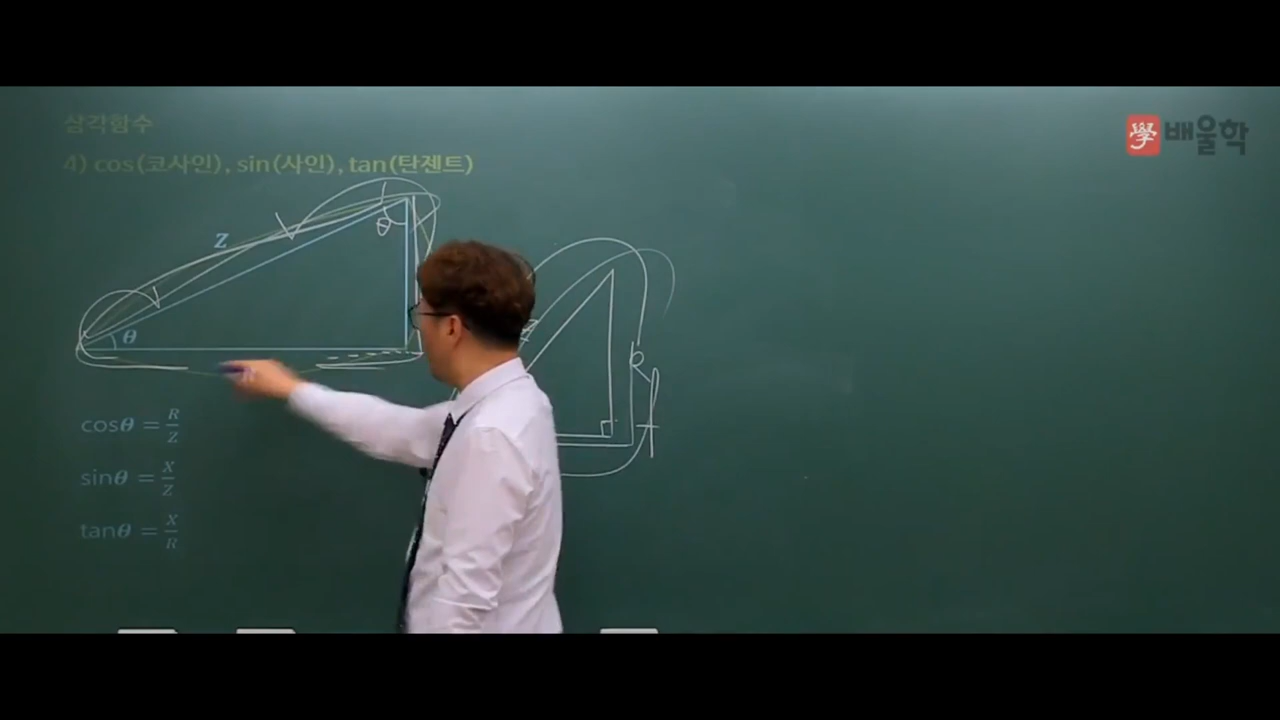 삼각함수
學 배울학
4) cos(코사인), sin(사인), tan(탄젠트)
Z
θ
θ
R
cosθ = R/Z
sinθ = X/Z
tanθ = X/R